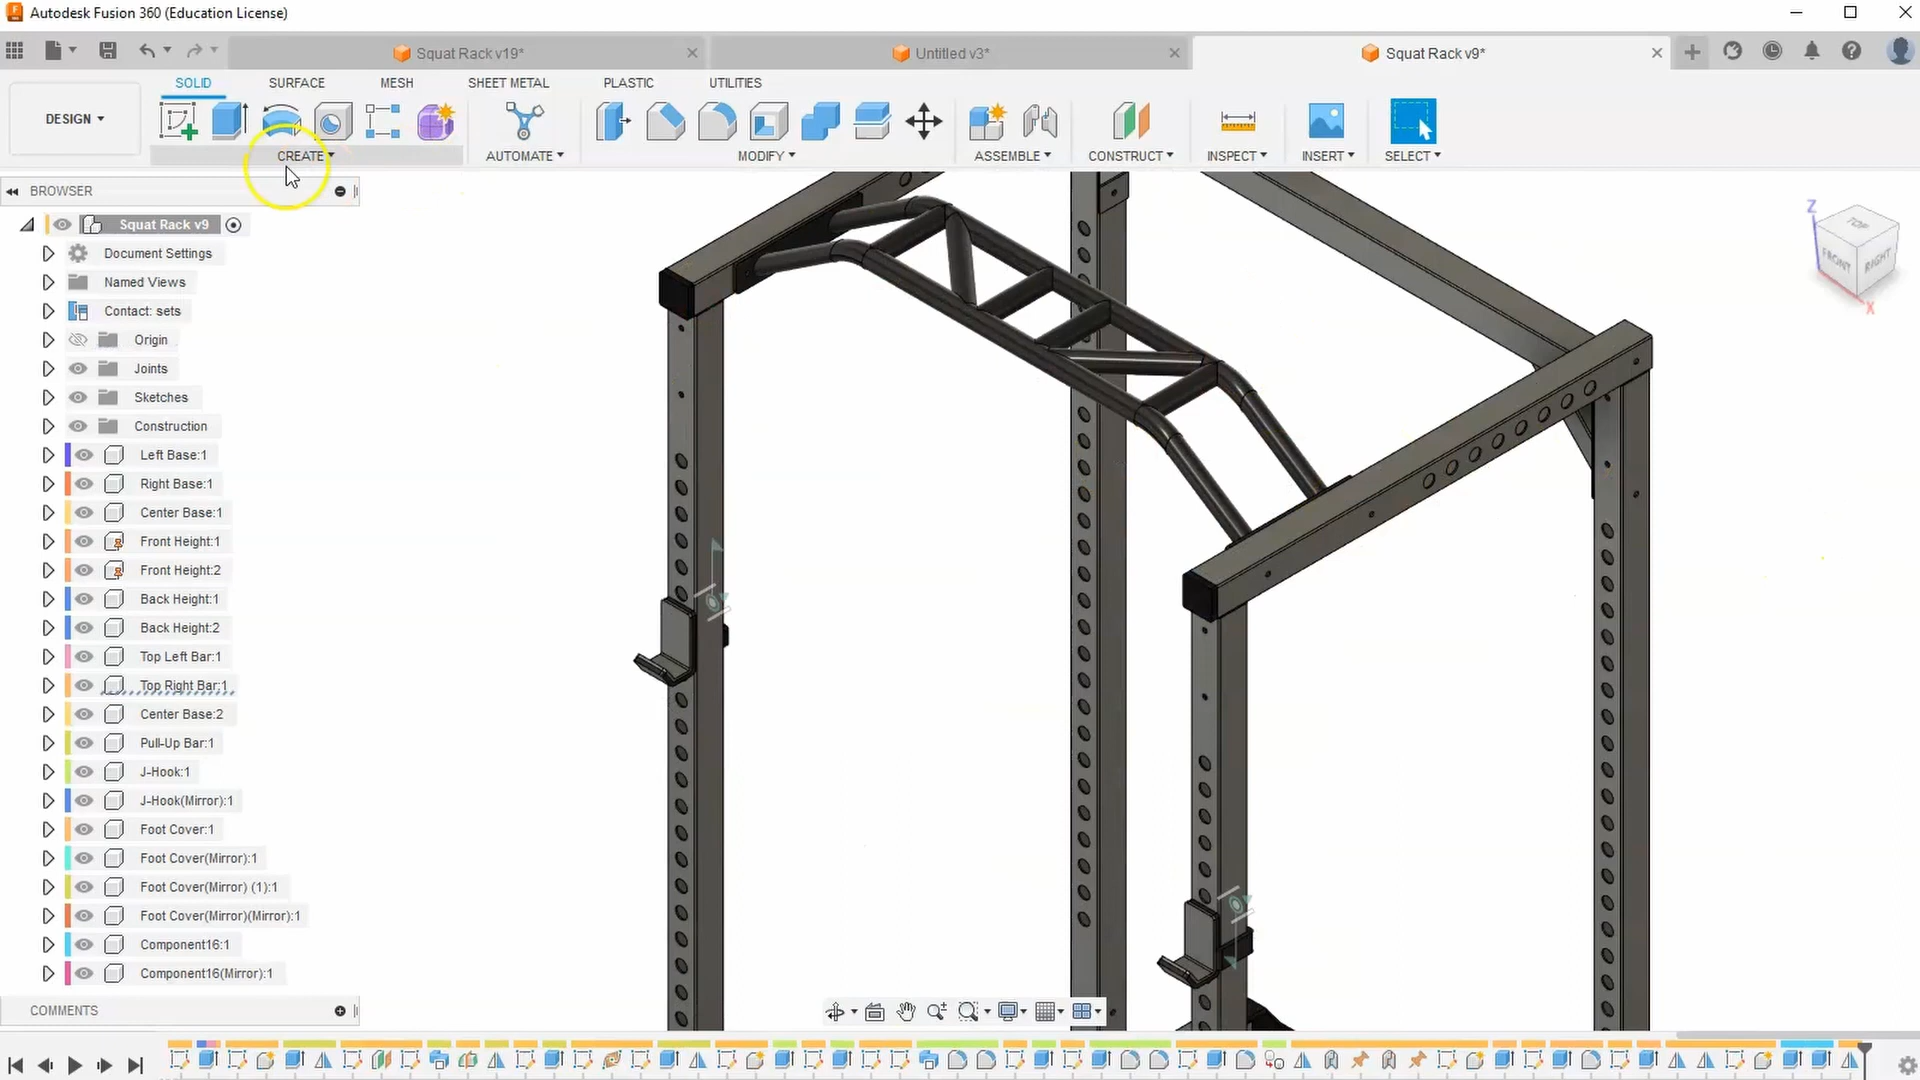 Autodesk Fusion 360 (Education License)
Squat Rack v19*
Untitled v3*
Squat Rack v9*
DESIGN
SOLID
SURFACE
MESH
SHEET METAL
PLASTIC
UTILITIES
CREATE
AUTOMATE
MODIFY
ASSEMBLE
CONSTRUCT
INSPECT
INSERT
SELECT
BROWSER
Squat Rack v9
Document Settings
Named Views
Contact: sets
Origin
Joints
Sketches
Construction
Left Base:1
Right Base:1
Center Base:1
Front Height:1
Front Height:2
Back Height:1
Back Height:2
Top Left Bar:1
Top Right Bar:1
Center Base:2
Pull-Up Bar:1
J-Hook:1
J-Hook(Mirror):1
Foot Cover:1
Foot Cover(Mirror):1
Foot Cover(Mirror) (1):1
Foot Cover(Mirror)(Mirror):1
Component16:1
Component16(Mirror):1
COMMENTS
Z
TOP
FRONT
RIGHT
X